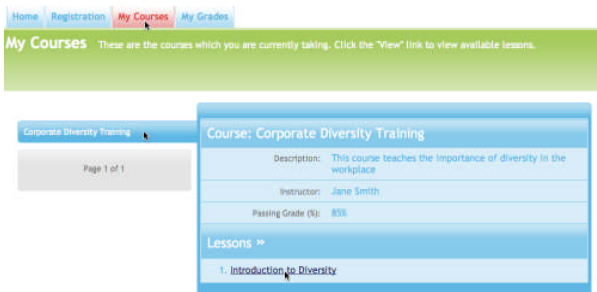 Home Registration My Courses My Grades
My Courses These are the courses which you are currently taking. Click the "View" link to view available lessons.
Corporate Diversity Training
Page 1 of 1
Course: Corporate Diversity Training
Description: This course teaches the importance of diversity in the
workplace
Instructor: Jane Smith
Passing Grade (%): 85%
Lessons »
1. Introduction to Diversity